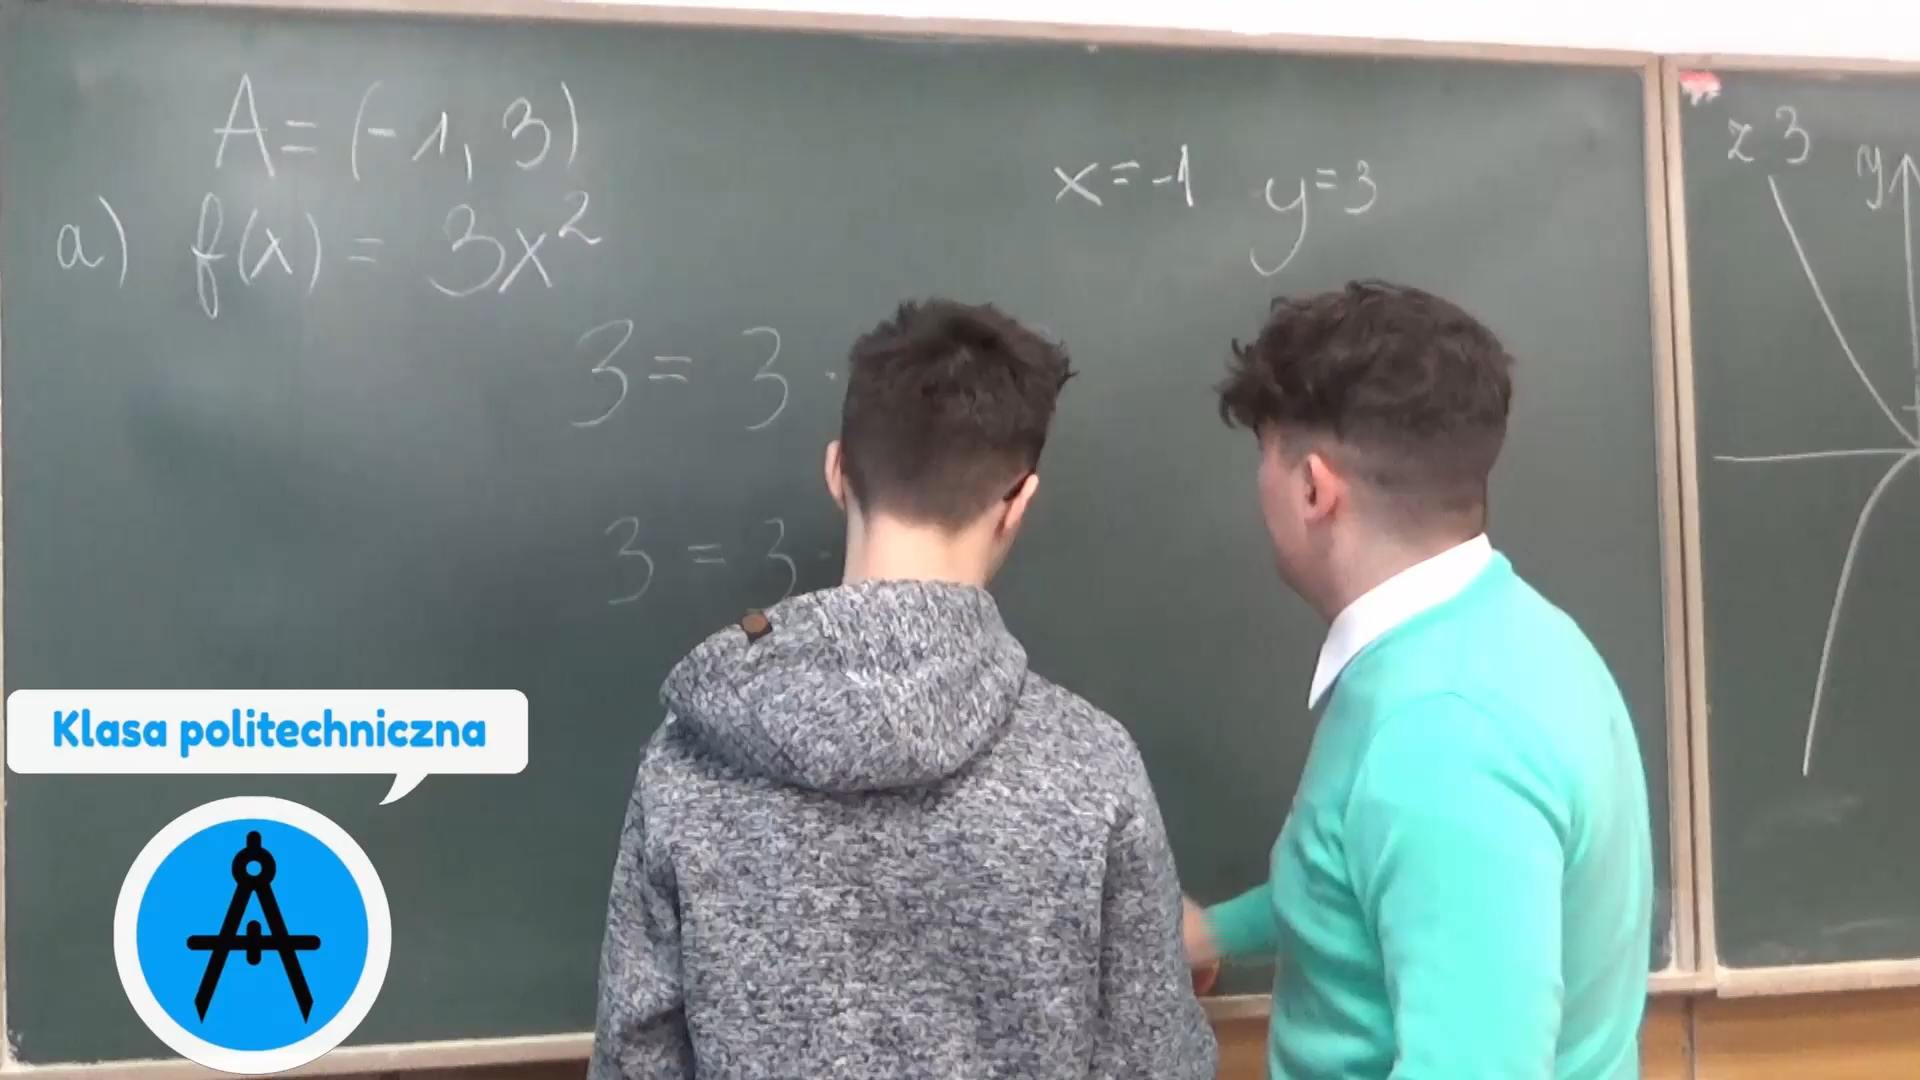 A = (-1, 3)
x = -1 y = 3
a) f(x) = 3x²
3 = 3 ·
3 = 3 ·
z 3
y
Klasa politechniczna